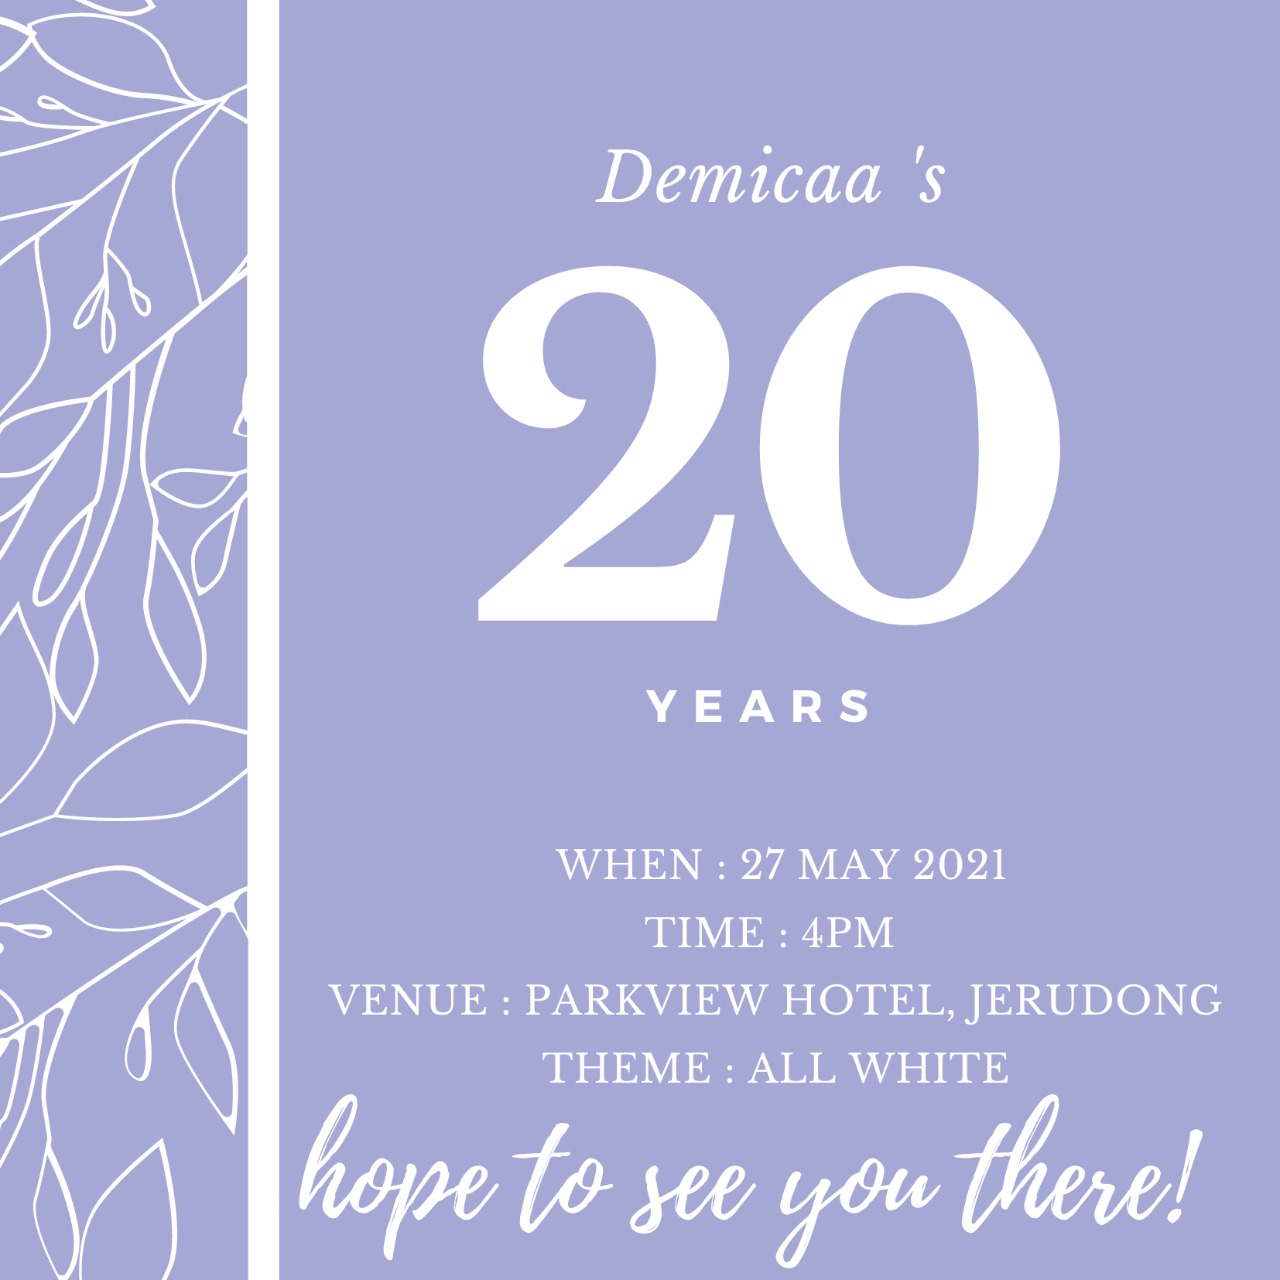 Demicaa 's
20
YEARS
WHEN : 27 MAY 2021
TIME : 4PM
VENUE : PARKVIEW HOTEL, JERUDONG
THEME : ALL WHITE
hope to see you there!